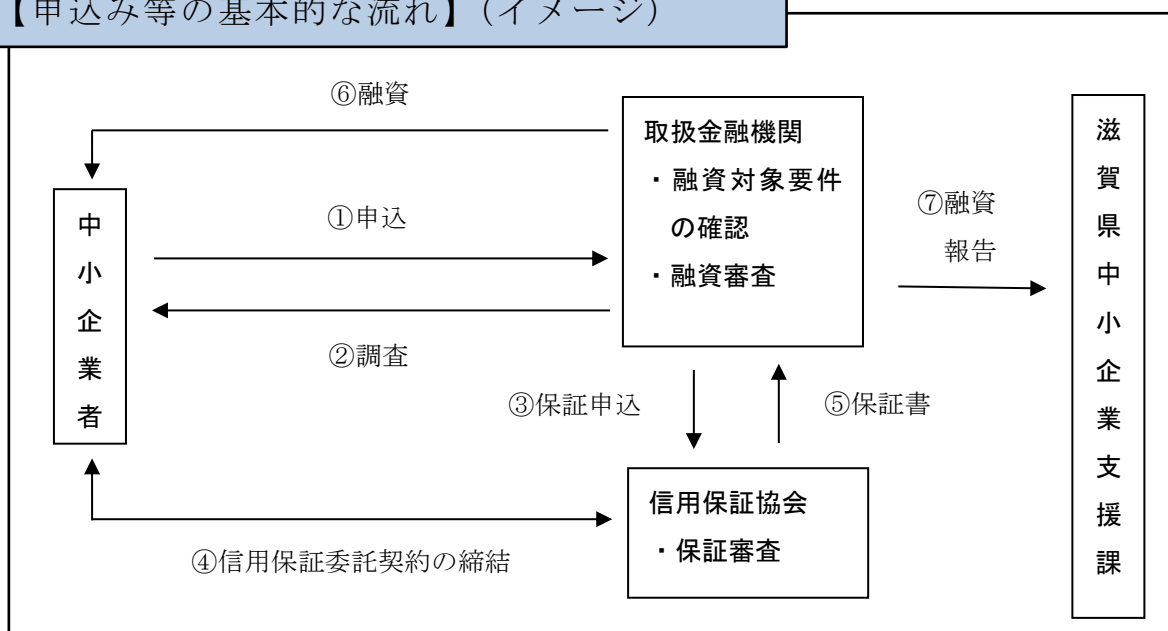 【申込み等の基本的な流れ】(イメージ)
⑥融資
取扱金融機関
・融資対象要件
の確認
・融資審査
滋賀県中小企業支援課
中小企業者
①申込
⑦融資
報告
②調査
③保証申込
⑤保証書
信用保証協会
・保証審査
④信用保証委託契約の締結